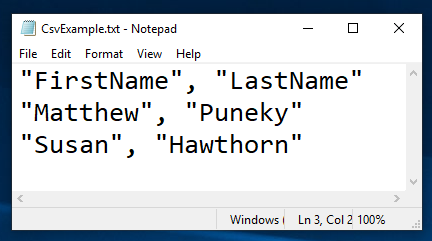 CsvExample.txt - Notepad
File Edit Format View Help
"FirstName", "LastName"
"Matthew", "Puneky"
"Susan", "Hawthorn"
Windows ( Ln 3, Col 2 100%